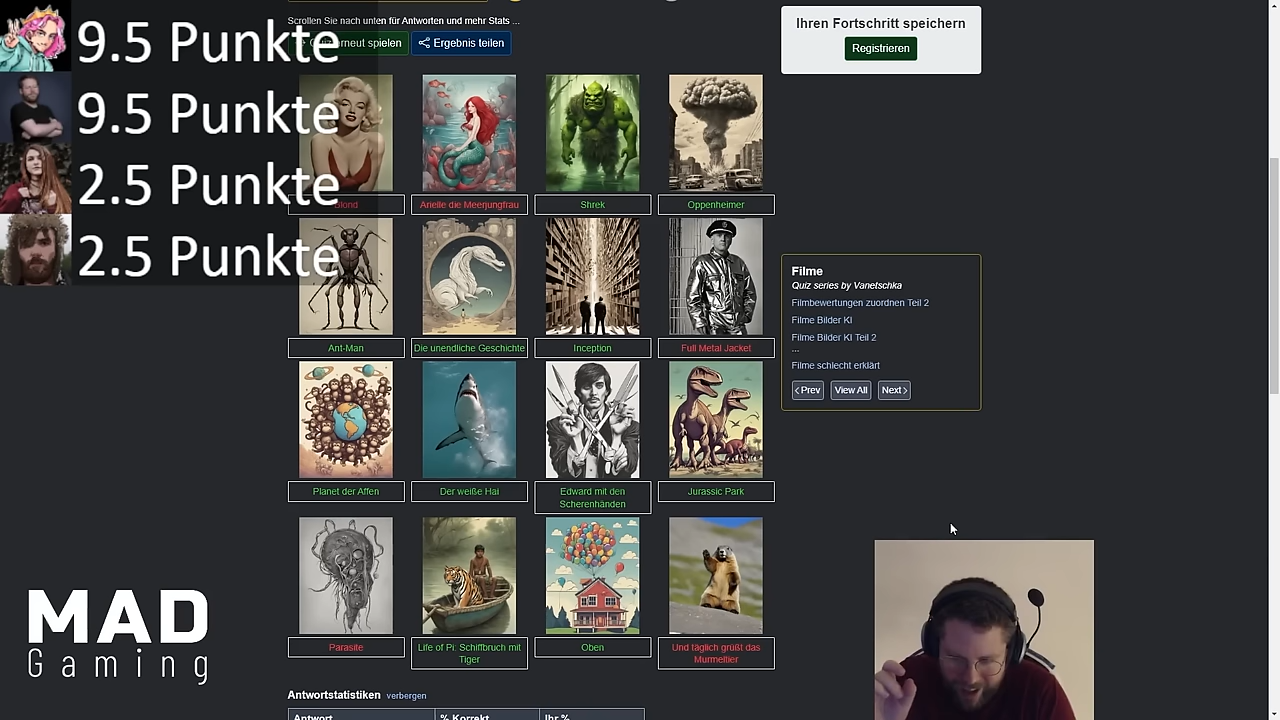 Scrollen Sie nach unten für Antworten und mehr Stats ...
Quiz erneut spielen
Ergebnis teilen
9.5 Punkte
9.5 Punkte
2.5 Punkte
2.5 Punkte
Blond
Arielle die Meerjungfrau
Shrek
Oppenheimer
Ant-Man
Die unendliche Geschichte
Inception
Full Metal Jacket
Planet der Affen
Der weiße Hai
Edward mit den
Scherenhänden
Jurassic Park
Parasite
Life of Pi: Schiffbruch mit
Tiger
Oben
Und täglich grüßt das
Murmeltier
Antwortstatistiken verbergen
Antwort
% Korrekt
Ihr %
Ihren Fortschritt speichern
Registrieren
Filme
Quiz series by Vanetschka
Filmbewertungen zuordnen Teil 2
Filme Bilder KI
Filme Bilder KI Teil 2
...
Filme schlecht erklärt
Prev
View All
Next
MAD
Gaming